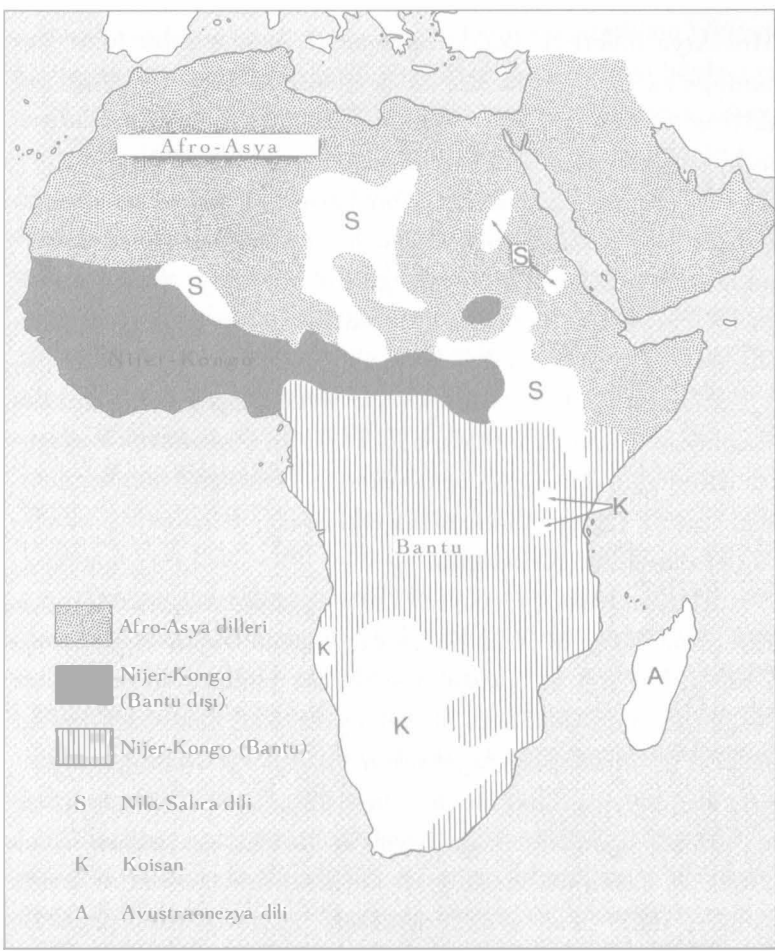 Afro-Asya
S
S
S
Nijer-Kongo
S
K
Bantu
K
A
K
Afro-Asya dilleri
Nijer-Kongo
(Bantu dışı)
Nijer-Kongo (Bantu)
S Nilo-Sahra dili
K Koisan
A Avustraonezya dili